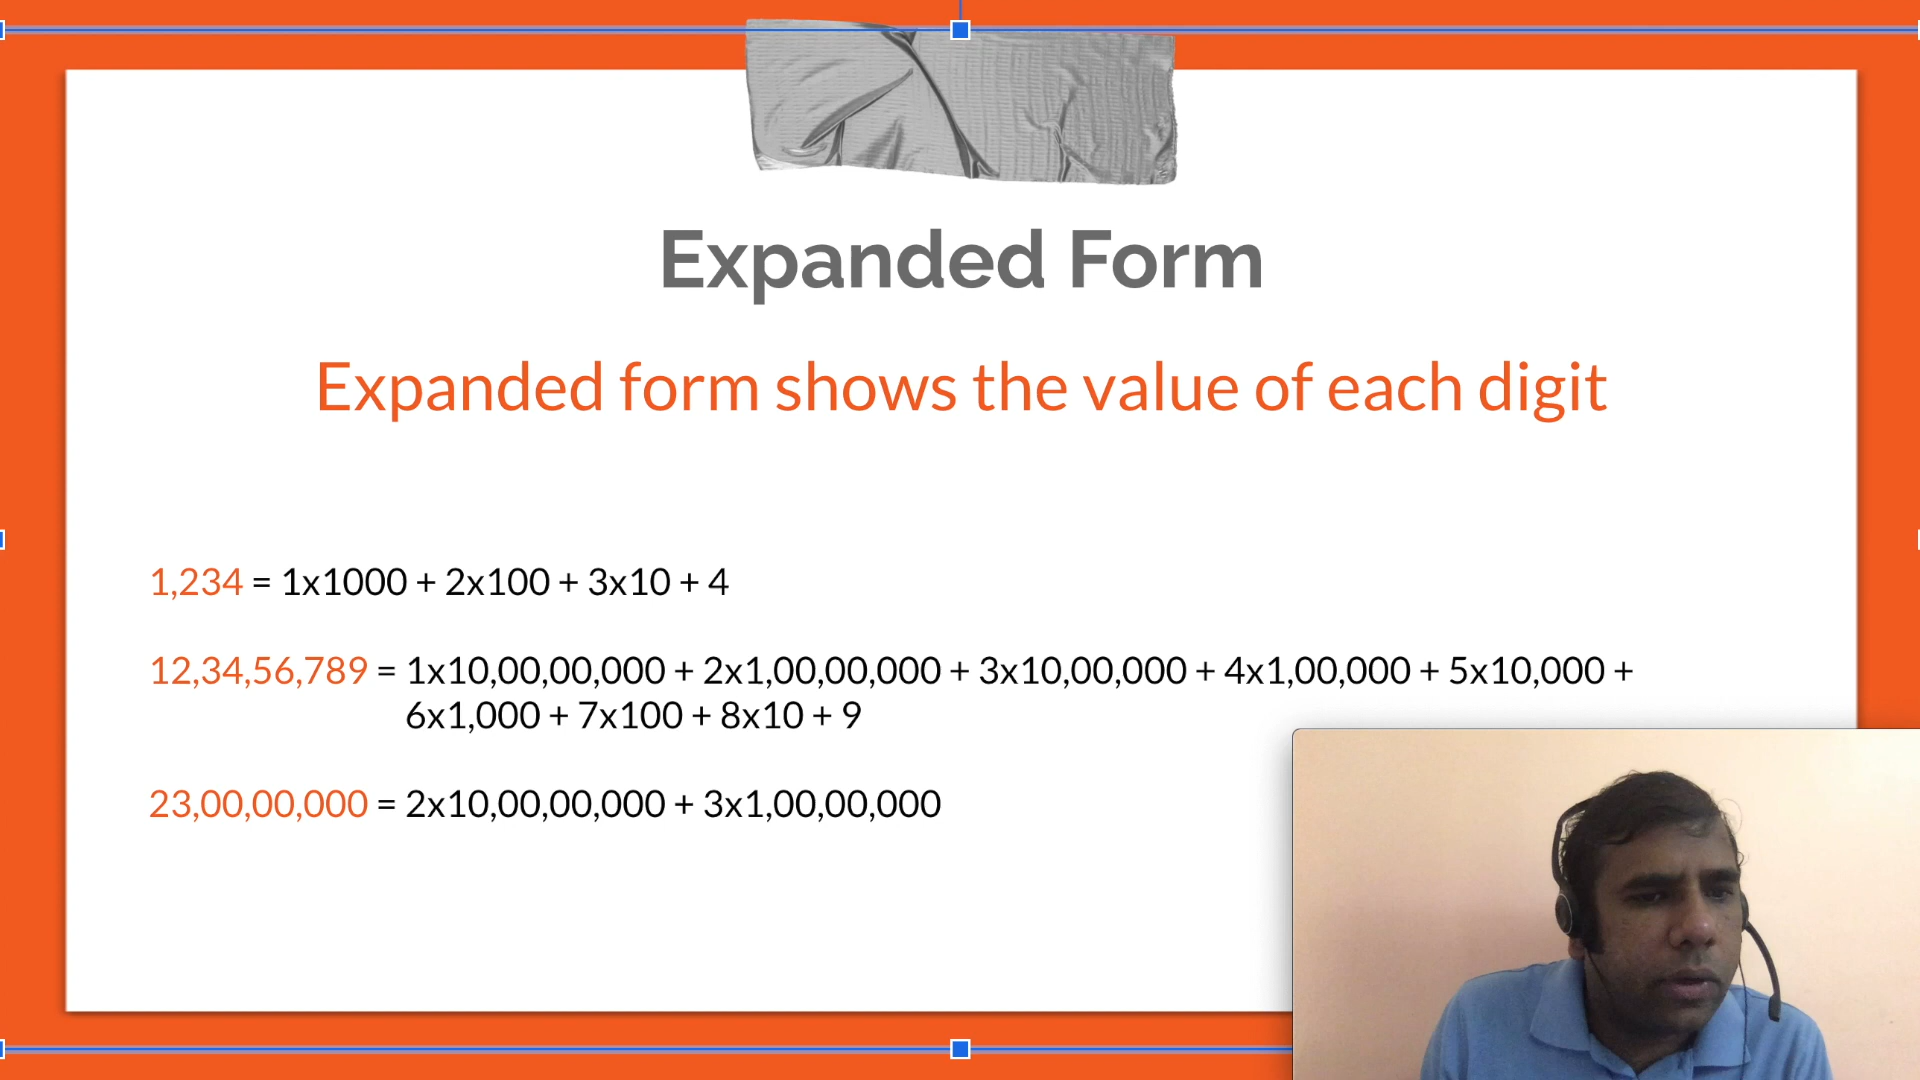 Expanded Form
Expanded form shows the value of each digit
1,234 = 1x1000 + 2x100 + 3x10 + 4
12,34,56,789 = 1x10,00,00,000 + 2x1,00,00,000 + 3x10,00,000 + 4x1,00,000 + 5x10,000 +
6x1,000 + 7x100 + 8x10 + 9
23,00,00,000 = 2x10,00,00,000 + 3x1,00,00,000